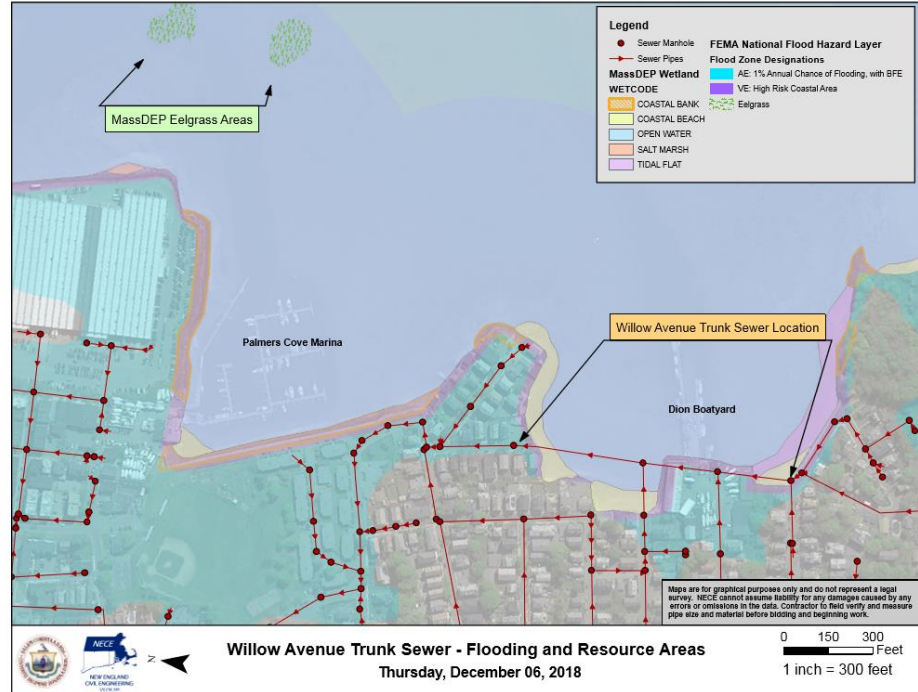 Legend
Sewer Manhole
Sewer Pipes
MassDEP Wetland
WETCODE
COASTAL BANK
COASTAL BEACH
OPEN WATER
SALT MARSH
TIDAL FLAT
FEMA National Flood Hazard Layer
Flood Zone Designations
AE: 1% Annual Chance of Flooding, with BFE
VE: High Risk Coastal Area
Eelgrass
MassDEP Eelgrass Areas
Willow Avenue Trunk Sewer Location
Palmers Cove Marina
Dion Boatyard
Maps are for graphical purposes only and do not represent a legal
survey. NECE cannot assume liability for any damages caused by any
errors or omissions in the data. Contractor to field verify and measure
pipe size and material before bidding and beginning work.
NECE
NEW ENGLAND
CIVIL ENGINEERING
N
Willow Avenue Trunk Sewer - Flooding and Resource Areas
Thursday, December 06, 2018
0 150 300
Feet
1 inch = 300 feet